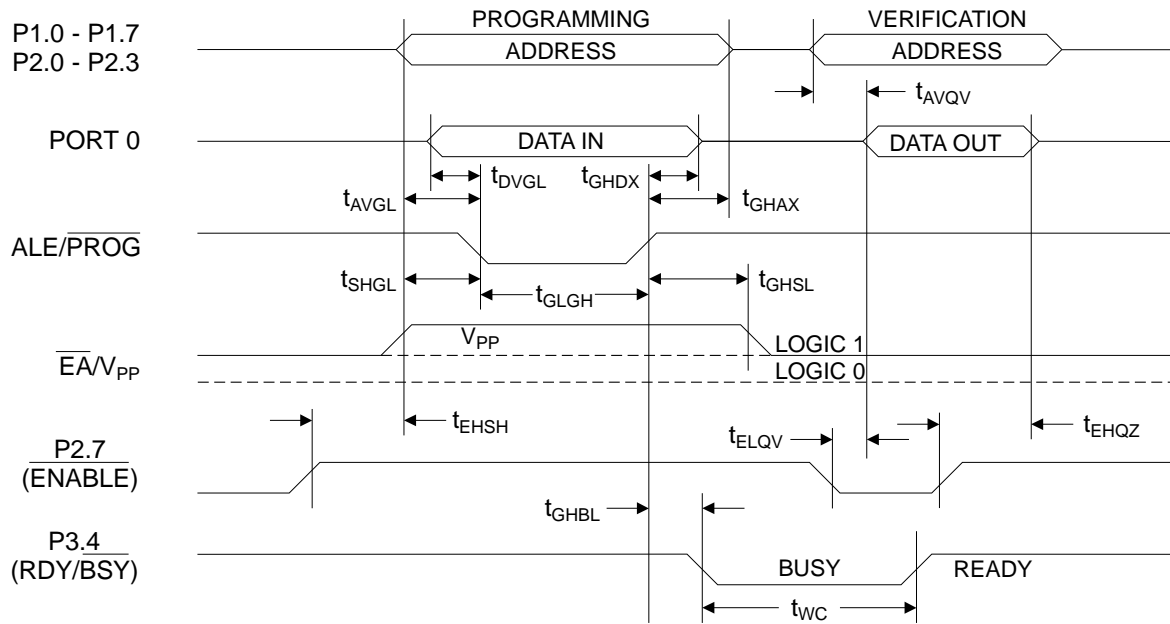 PROGRAMMING VERIFICATION
P1.0 - P1.7
P2.0 - P2.3
ADDRESS ADDRESS
tAVQV
PORT 0 DATA IN DATA OUT
tDVGL tGHDX
tAVGL tGHAX
ALE/PROG
tSHGL tGLGH tGHSL
EA/VPP VPP LOGIC 1
LOGIC 0
tEHSH tELQV tEHQZ
P2.7
(ENABLE)
tGHBL
P3.4
(RDY/BSY) BUSY READY
tWC